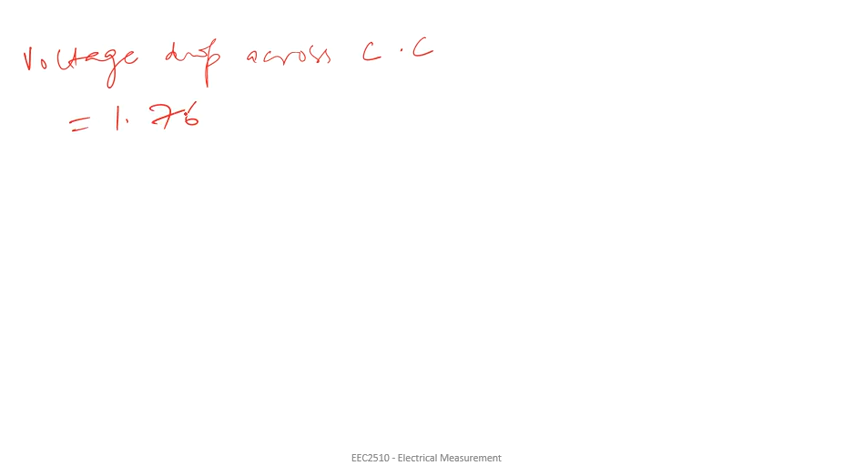 Voltage drop across C.C
= 1.76
EEC2510 - Electrical Measurement